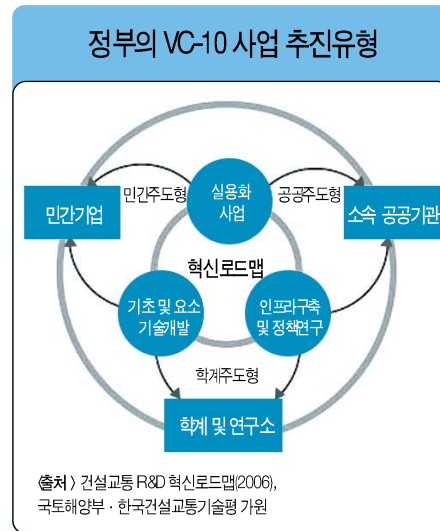 정부의 VC-10 사업 추진유형
민간주도형
실용화
사업
공공주도형
민간기업
소속 공공기관
혁신로드맵
기초 및 요소
기술개발
인프라구축
및 정책연구
학계주도형
학계 및 연구소
〈출처〉 건설교통 R&D 혁신로드맵(2006),
국토해양부 · 한국건설교통기술평가원